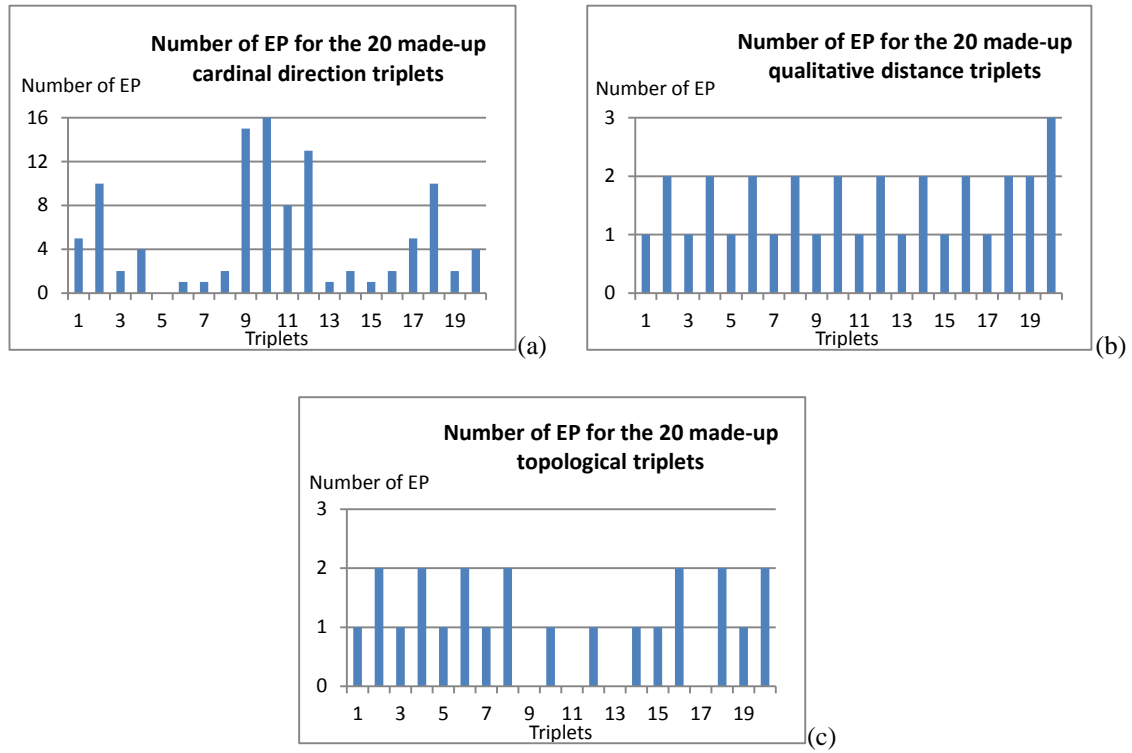 Number of EP for the 20 made-up
cardinal direction triplets
Number of EP
16
12
8
4
0
1 3 5 7 9 11 13 15 17 19
Triplets
(a)
Number of EP for the 20 made-up
qualitative distance triplets
Number of EP
3
2
1
0
1 3 5 7 9 11 13 15 17 19
Triplets
(b)
Number of EP for the 20 made-up
topological triplets
Number of EP
3
2
1
0
1 3 5 7 9 11 13 15 17 19
Triplets
(c)